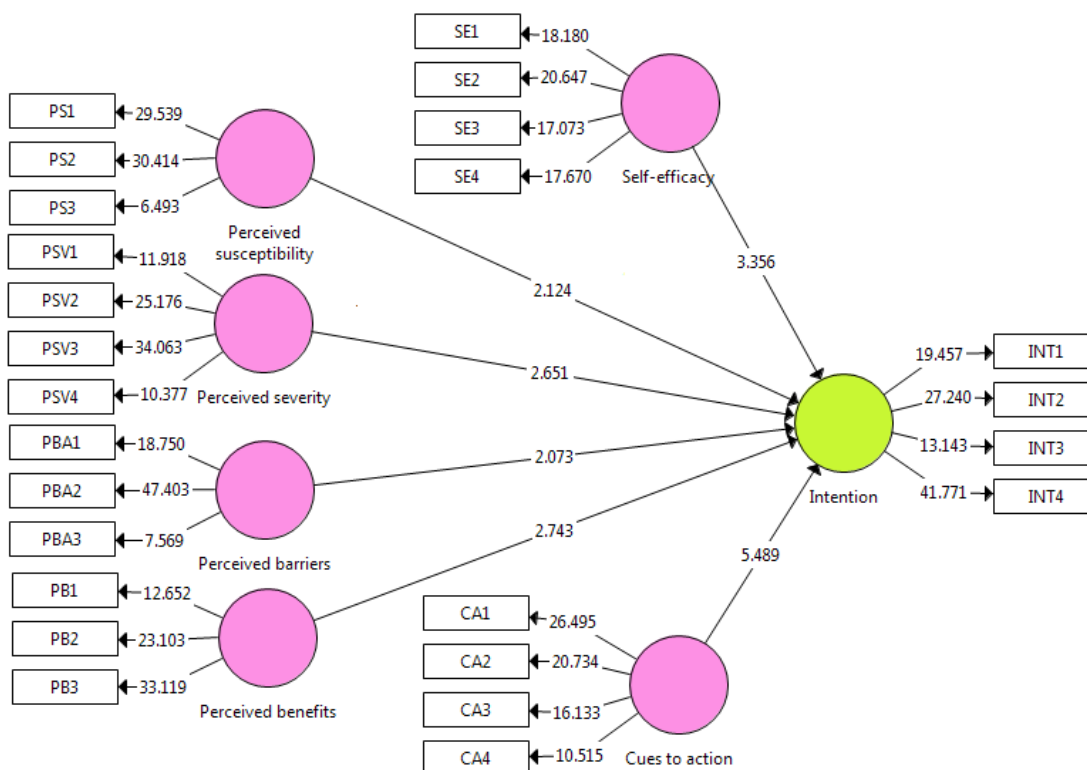 SE1
18.180
SE2
20.647
SE3
17.073
SE4
17.670
Self-efficacy
PS1
29.539
PS2
30.414
PS3
6.493
Perceived
susceptibility
PSV1
11.918
PSV2
25.176
PSV3
34.063
PSV4
10.377
Perceived severity
PBA1
18.750
PBA2
47.403
PBA3
7.569
Perceived barriers
PB1
12.652
PB2
23.103
PB3
33.119
Perceived benefits
3.356
2.124
2.651
2.073
2.743
5.489
19.457
INT1
27.240
INT2
13.143
INT3
41.771
INT4
Intention
CA1
26.495
CA2
20.734
CA3
16.133
CA4
10.515
Cues to action